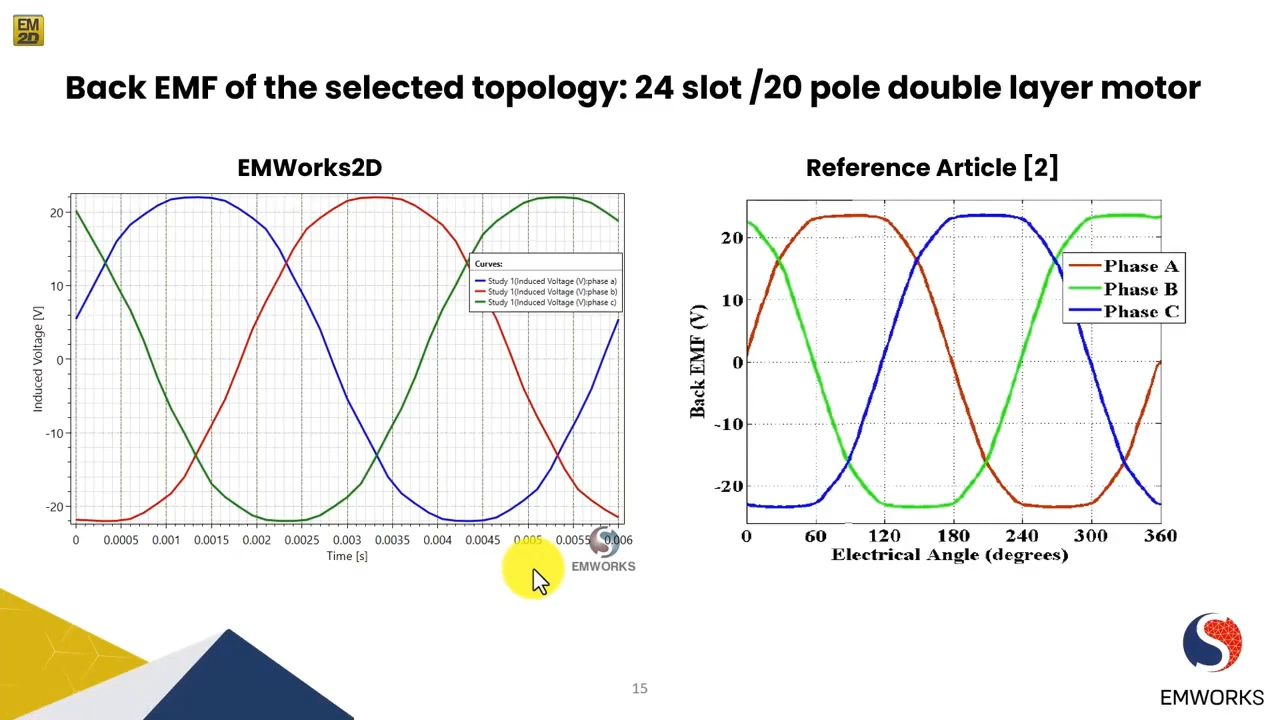 EM
2D
Back EMF of the selected topology: 24 slot /20 pole double layer motor
EMWorks2D
Induced Voltage [V]
20
10
0
-10
-20
Curves:
Study 1(Induced Voltage (V):phase a)
Study 1(Induced Voltage (V):phase b)
Study 1(Induced Voltage (V):phase c)
0 0.0005 0.001 0.0015 0.002 0.0025 0.003 0.0035 0.004 0.0045 0.005 0.0055 0.006
Time [s]
EMWORKS
Reference Article [2]
Back EMF (V)
20
10
0
-10
-20
Phase A
Phase B
Phase C
0 60 120 180 240 300 360
Electrical Angle (degrees)
15
EMWORKS